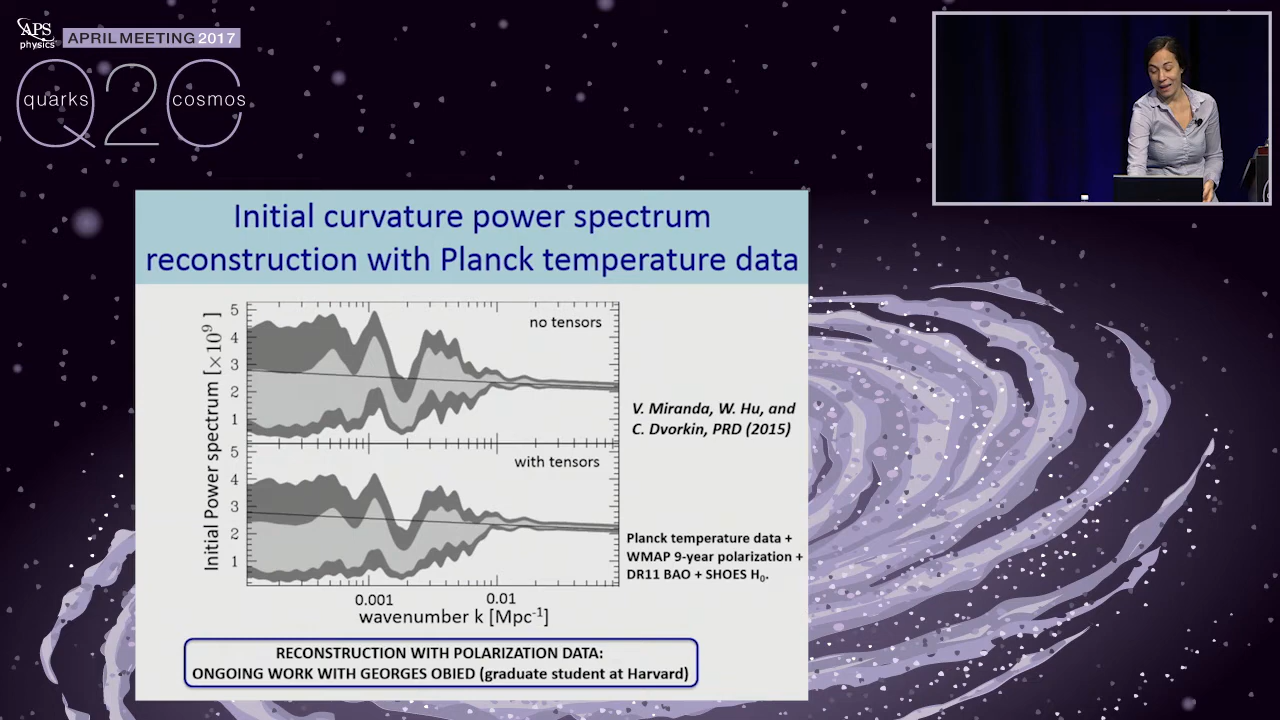 APS
physics
APRIL MEETING 2017
Q2C
quarks
cosmos
Initial curvature power spectrum
reconstruction with Planck temperature data
Initial Power spectrum [×10⁹]
5
4
3
2
1
no tensors
5
4
3
2
1
with tensors
0.001
0.01
wavenumber k [Mpc⁻¹]
V. Miranda, W. Hu, and
C. Dvorkin, PRD (2015)
Planck temperature data +
WMAP 9-year polarization +
DR11 BAO + SHOES H₀.
RECONSTRUCTION WITH POLARIZATION DATA:
ONGOING WORK WITH GEORGES OBIED (graduate student at Harvard)